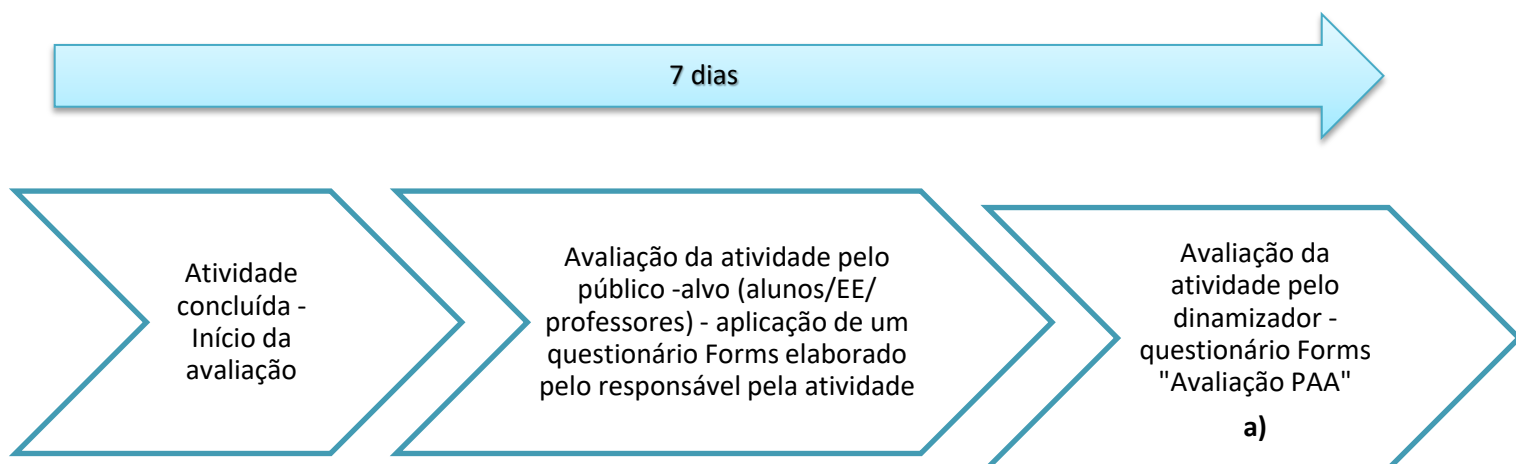 7 dias
Atividade
concluída -
Início da
avaliação
Avaliação da atividade pelo
público -alvo (alunos/EE/
professores) - aplicação de um
questionário Forms elaborado
pelo responsável pela atividade
Avaliação da
atividade pelo
dinamizador -
questionário Forms
"Avaliação PAA"
a)